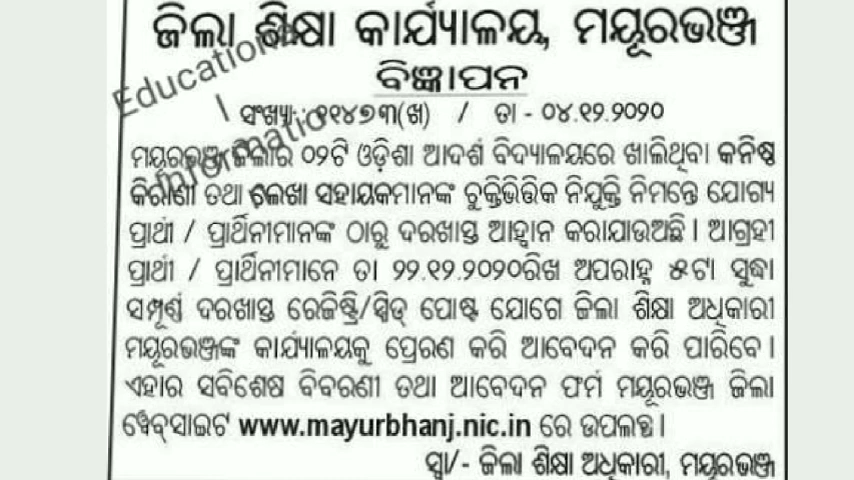 ଜିଲା ଶିକ୍ଷା କାର୍ଯ୍ୟାଳୟ, ମୟୂରଭଞ୍ଜ
ବିଜ୍ଞାପନ
ସଂଖ୍ୟା : ୧୧୪୭୩(ଖ) / ତା - ୦୪.୧୨.୨୦୨୦
ମୟୂରଭଞ୍ଜ ଜିଲାର ୦୨ଟି ଓଡ଼ିଶା ଆଦର୍ଶ ବିଦ୍ୟାଳୟରେ ଖାଲିଥିବା କନିଷ୍ଠ
କିରାଣୀ ତଥା ଲେଖା ସହାୟକମାନଙ୍କ ଚୁକ୍ତିଭିତ୍ତିକ ନିଯୁକ୍ତି ନିମନ୍ତେ ଯୋଗ୍ୟ
ପ୍ରାର୍ଥୀ / ପ୍ରାର୍ଥିନୀମାନଙ୍କ ଠାରୁ ଦରଖାସ୍ତ ଆହ୍ୱାନ କରାଯାଉଅଛି । ଆଗ୍ରହୀ
ପ୍ରାର୍ଥୀ / ପ୍ରାର୍ଥିନୀମାନେ ତା ୨୨.୧୨.୨୦୨୦ରିଖ ଅପରାହ୍ନ ୫ଟା ସୁଦ୍ଧା
ସମ୍ପୂର୍ଣ୍ଣ ଦରଖାସ୍ତ ରେଜିଷ୍ଟ୍ରି/ସ୍ପିଡ୍ ପୋଷ୍ଟ ଯୋଗେ ଜିଲା ଶିକ୍ଷା ଅଧିକାରୀ
ମୟୂରଭଞ୍ଜଙ୍କ କାର୍ଯ୍ୟାଳୟକୁ ପ୍ରେରଣ କରି ଆବେଦନ କରି ପାରିବେ ।
ଏହାର ସବିଶେଷ ବିବରଣୀ ତଥା ଆବେଦନ ଫର୍ମ ମୟୂରଭଞ୍ଜ ଜିଲା
ୱେବ୍‌ସାଇଟ www.mayurbhanj.nic.in ରେ ଉପଲବ୍ଧ ।
ସ୍ୱା/- ଜିଲା ଶିକ୍ଷା ଅଧିକାରୀ, ମୟୂରଭଞ୍ଜ
Educationa
l
Informatio
n